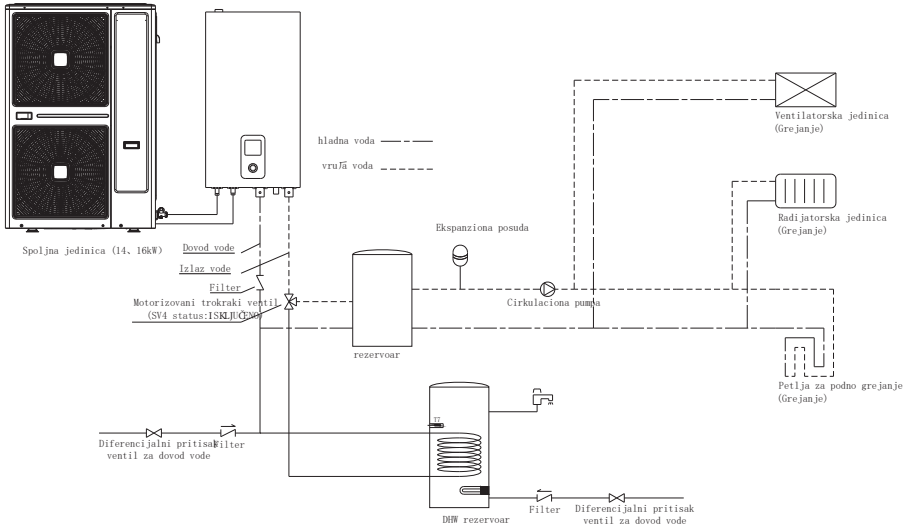 hladna voda
vruća voda
Ventilatorska jedinica
(Grejanje)
Radijatorska jedinica
(Grejanje)
Ekspanziona posuda
Spoljna jedinica (14、16kW)
Dovod vode
Izlaz vode
Filter
Motorizovani trokraki ventil
(SV4 status:ISKLJUČENO)
Cirkulaciona pumpa
rezervoar
Petlja za podno grejanje
(Grejanje)
T7
Diferencijalni pritisak
ventil za dovod vode
Filter
DHW rezervoar
Filter
Diferencijalni pritisak
ventil za dovod vode